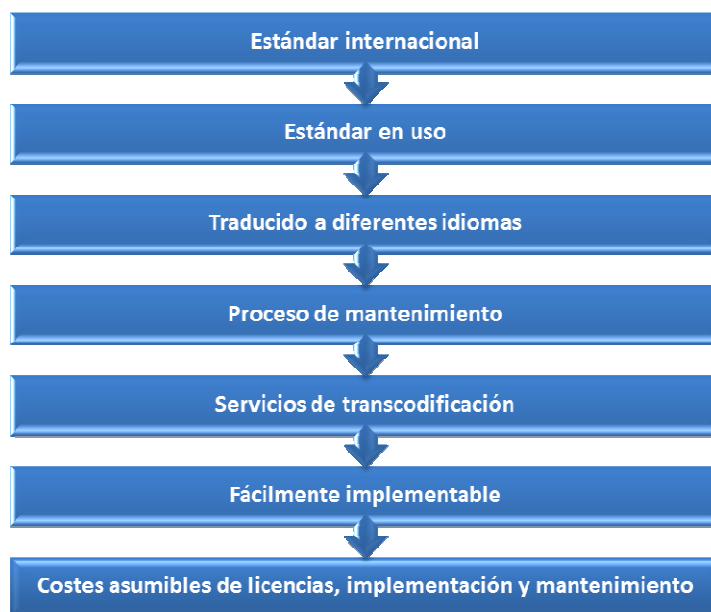 Estándar internacional
Estándar en uso
Traducido a diferentes idiomas
Proceso de mantenimiento
Servicios de transcodificación
Fácilmente implementable
Costes asumibles de licencias, implementación y mantenimiento